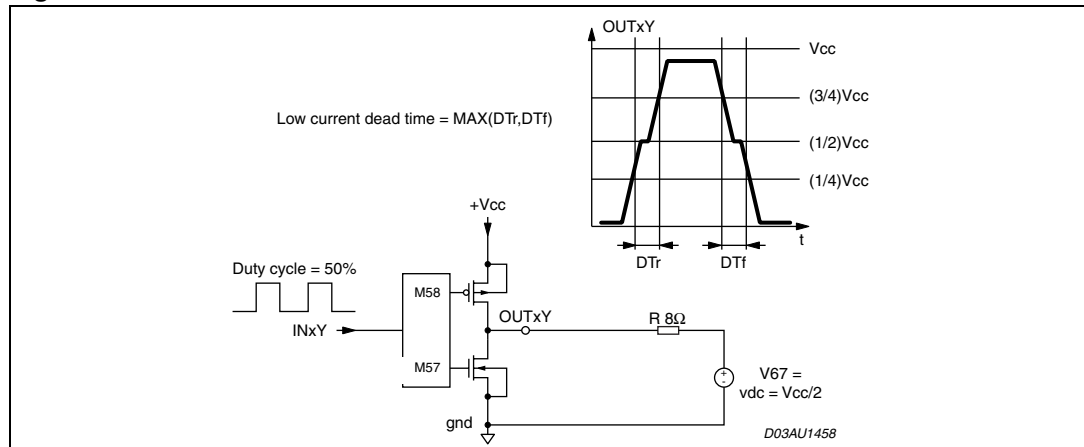 OUTxY
Vcc
(3/4)Vcc
Low current dead time = MAX(DTr,DTf)
(1/2)Vcc
(1/4)Vcc
+Vcc
t
DTr
DTf
Duty cycle = 50%
M58
OUTxY
R 8Ω
INxY
M57
+
-
V67 =
vdc = Vcc/2
gnd
D03AU1458